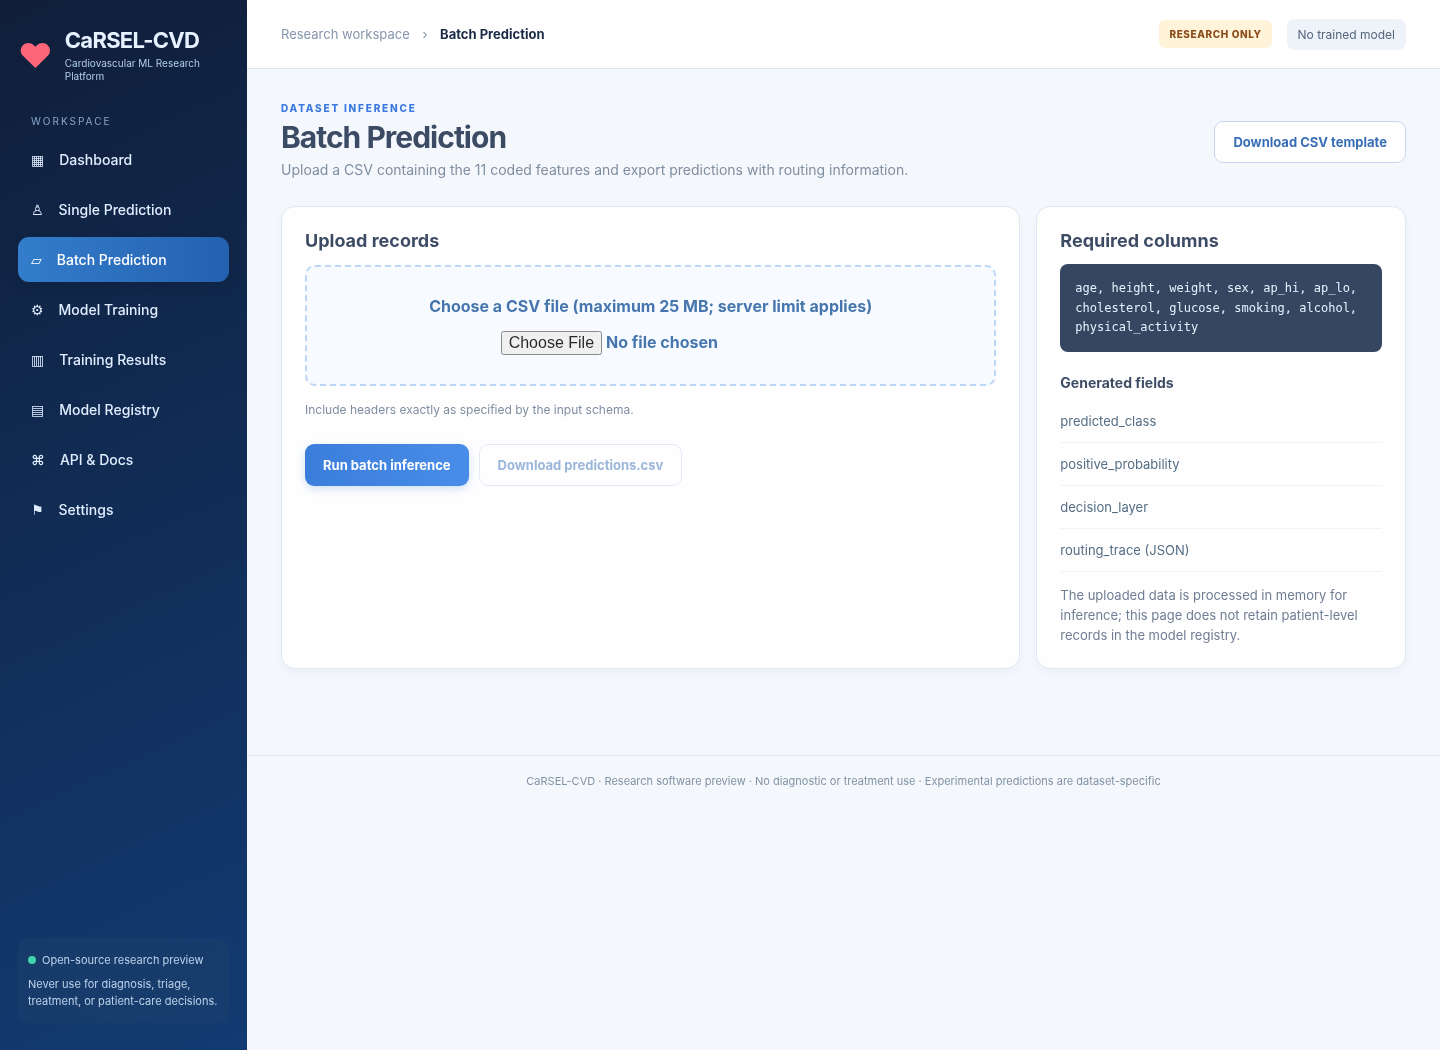 CaRSEL-CVD
Cardiovascular ML Research
Platform
WORKSPACE
Dashboard
Single Prediction
Batch Prediction
Model Training
Training Results
Model Registry
API & Docs
Settings
Open-source research preview
Never use for diagnosis, triage,
treatment, or patient-care decisions.
Research workspace › Batch Prediction
RESEARCH ONLY
No trained model
DATASET INFERENCE
Batch Prediction
Upload a CSV containing the 11 coded features and export predictions with routing information.
Download CSV template
Upload records
Choose a CSV file (maximum 25 MB; server limit applies)
Choose File No file chosen
Include headers exactly as specified by the input schema.
Run batch inference
Download predictions.csv
Required columns
age, height, weight, sex, ap_hi, ap_lo,
cholesterol, glucose, smoking, alcohol,
physical_activity
Generated fields
predicted_class
positive_probability
decision_layer
routing_trace (JSON)
The uploaded data is processed in memory for
inference; this page does not retain patient-level
records in the model registry.
CaRSEL-CVD · Research software preview · No diagnostic or treatment use · Experimental predictions are dataset-specific